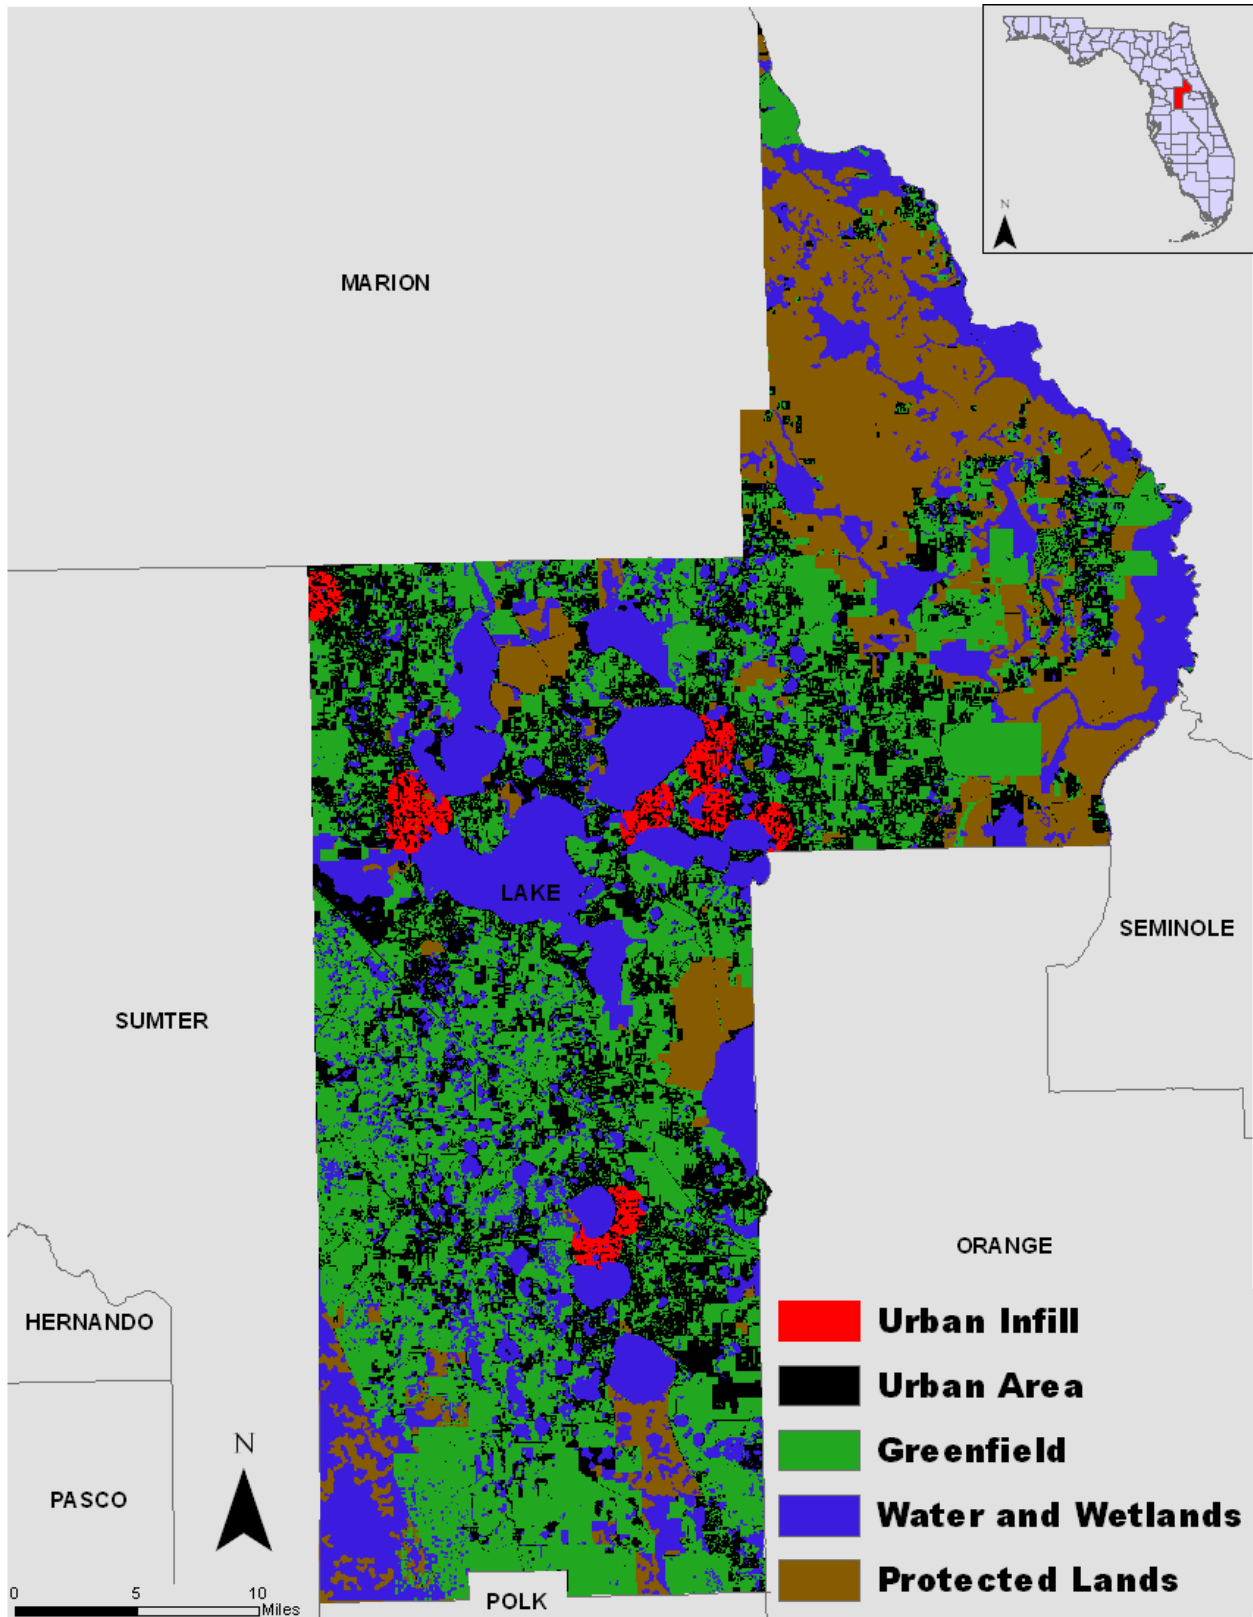 N
MARION
LAKE
SEMINOLE
SUMTER
ORANGE
HERNANDO
PASCO
POLK
N
0 5 10
Miles
Urban Infill
Urban Area
Greenfield
Water and Wetlands
Protected Lands